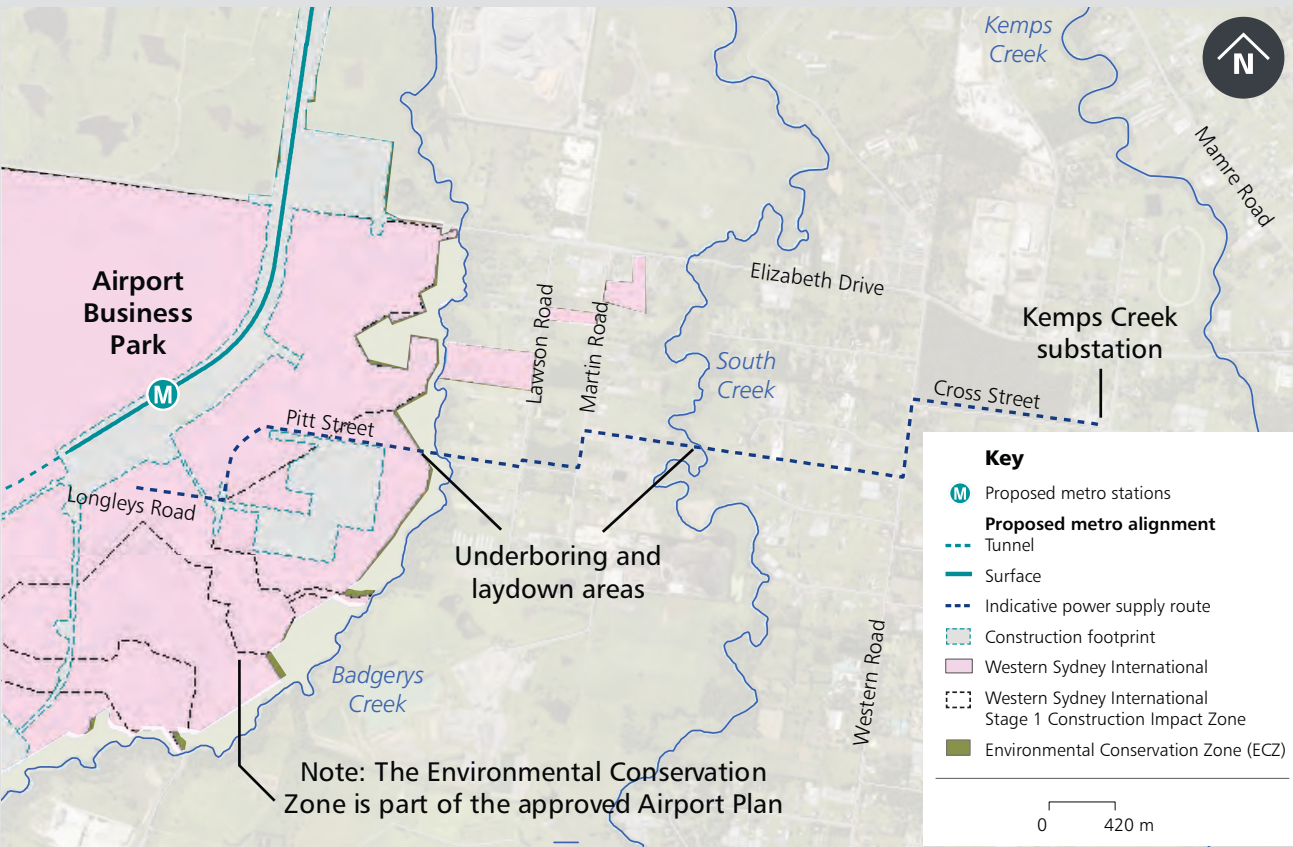 Kemps
Creek
N
Mamre Road
Elizabeth Drive
Airport
Business
Park
Lawson Road
Martin Road
Kemps Creek
substation
South
Creek
M
Cross Street
Pitt Street
Longleys Road
Underboring and
laydown areas
Western Road
Badgerys
Creek
Note: The Environmental Conservation
Zone is part of the approved Airport Plan
Key
M Proposed metro stations
Proposed metro alignment
Tunnel
Surface
Indicative power supply route
Construction footprint
Western Sydney International
Western Sydney International
Stage 1 Construction Impact Zone
Environmental Conservation Zone (ECZ)
0 420 m